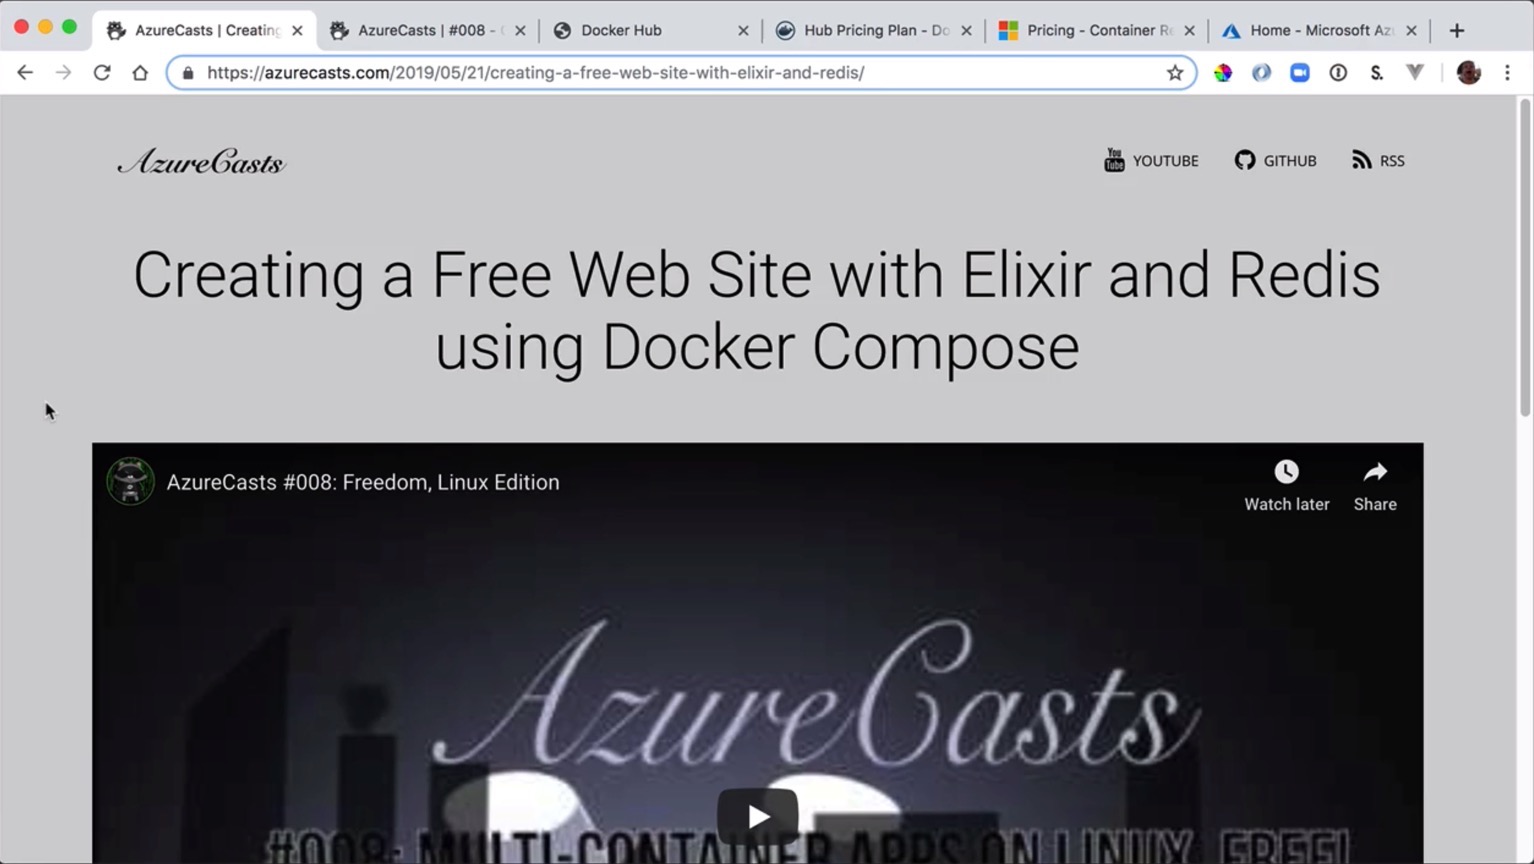 AzureCasts | Creating
AzureCasts | #008 -
Docker Hub
Hub Pricing Plan - Do
Pricing - Container Re
Home - Microsoft Az
https://azurecasts.com/2019/05/21/creating-a-free-web-site-with-elixir-and-redis/
S.
AzureCasts
You
Tube
YOUTUBE
GITHUB
RSS
Creating a Free Web Site with Elixir and Redis
using Docker Compose
AzureCasts #008: Freedom, Linux Edition
Watch later
Share
AzureCasts
#008: MULTI-CONTAINER APPS ON LINUX, FREE!